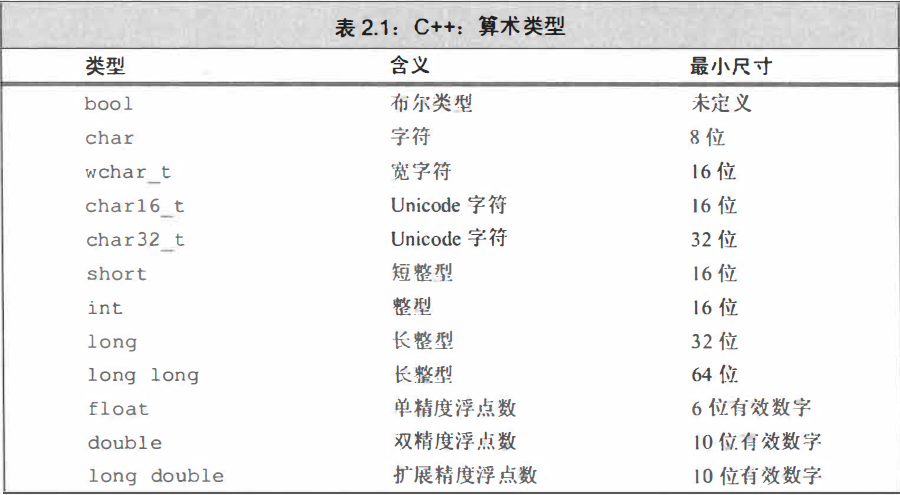 表 2.1：C++：算术类型
类型 含义 最小尺寸
bool 布尔类型 未定义
char 字符 8 位
wchar_t 宽字符 16 位
char16_t Unicode 字符 16 位
char32_t Unicode 字符 32 位
short 短整型 16 位
int 整型 16 位
long 长整型 32 位
long long 长整型 64 位
float 单精度浮点数 6 位有效数字
double 双精度浮点数 10 位有效数字
long double 扩展精度浮点数 10 位有效数字